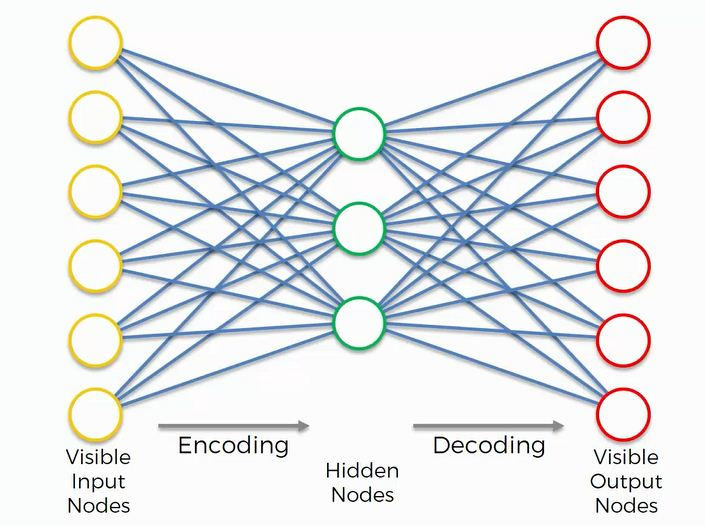 Encoding
Decoding
Visible
Input
Nodes
Hidden
Nodes
Visible
Output
Nodes